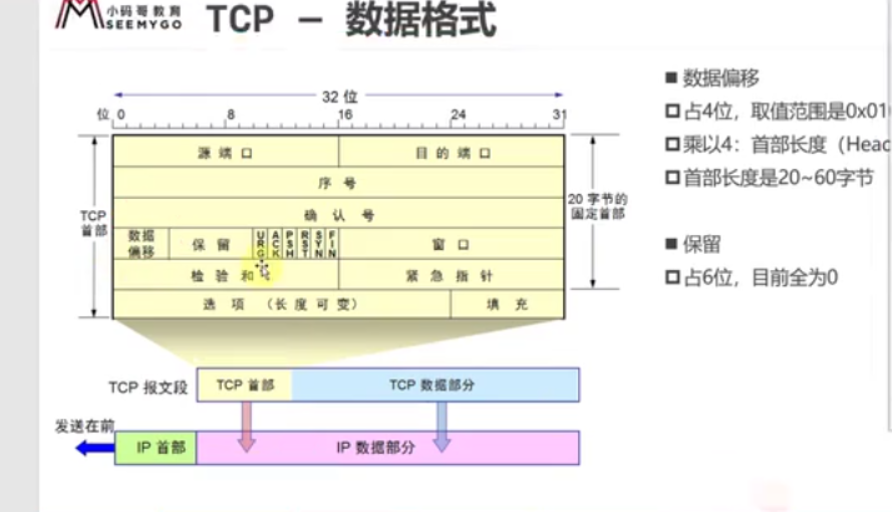 小码哥教育
SEEMYGO
TCP – 数据格式
32 位
位 0 8 16 24 31
源端口 目的端口
序号
确认号
数据偏移 保留 URG ACK PSH RST SYN FIN 窗口
检验和 紧急指针
选项 （长度可变） 填充
TCP 首部
20 字节的固定首部
TCP 报文段 TCP 首部 TCP 数据部分
发送在前
IP 首部 IP 数据部分
数据偏移
占4位，取值范围是0x01
乘以4：首部长度（Head
首部长度是20~60字节
保留
占6位，目前全为0